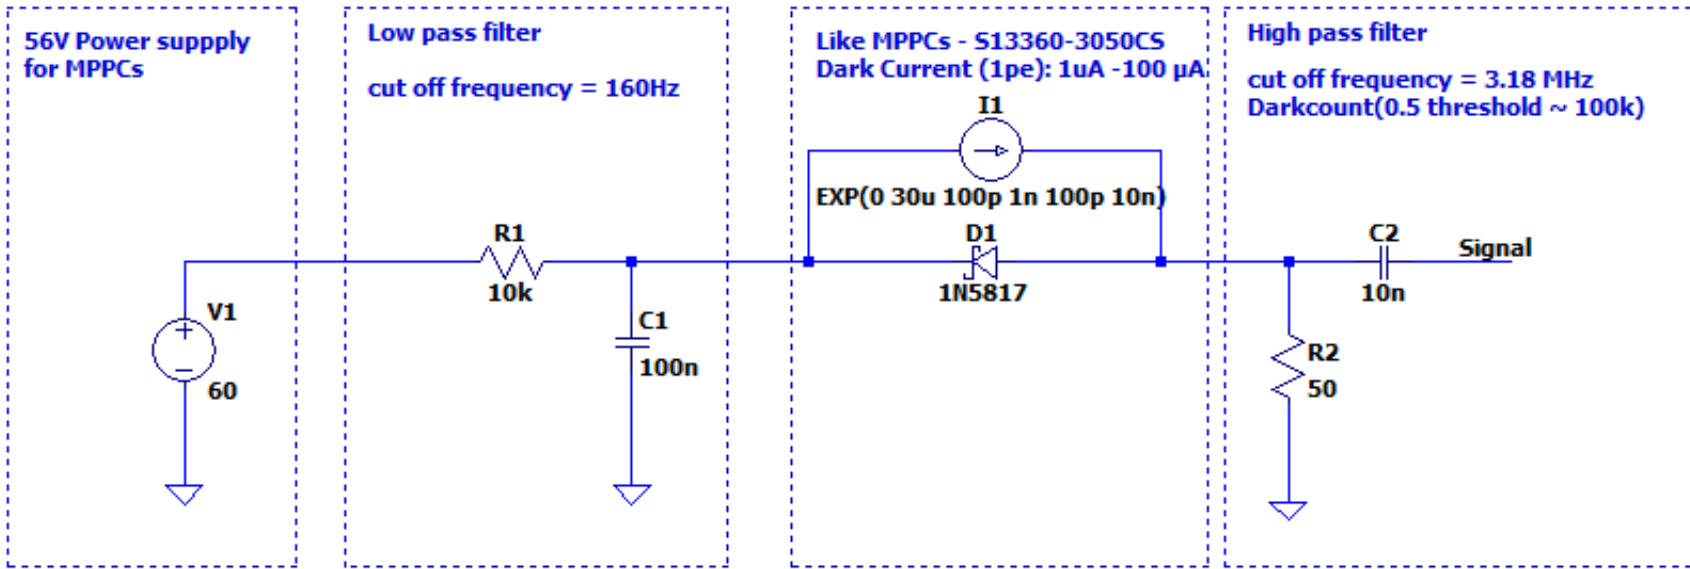 56V Power suppply
for MPPCs
Low pass filter
cut off frequency = 160Hz
Like MPPCs - S13360-3050CS
Dark Current (1pe): 1uA -100 µA
High pass filter
cut off frequency = 3.18 MHz
Darkcount(0.5 threshold ~ 100k)
I1
EXP(0 30u 100p 1n 100p 10n)
R1
10k
D1
1N5817
C2
10n
Signal
V1
60
C1
100n
R2
50